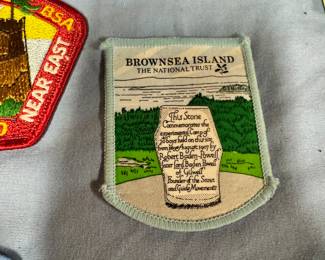 BSA
NEAR EAST
BROWNSEA ISLAND
THE NATIONAL TRUST
This Stone
Commemorates the
experimental Camp of
20 boys held on this site
from 1st-9th August 1907 by
Robert Baden-Powell
later Lord Baden Powell
of Gilwell
Founder of the Scout
and Guide Movements